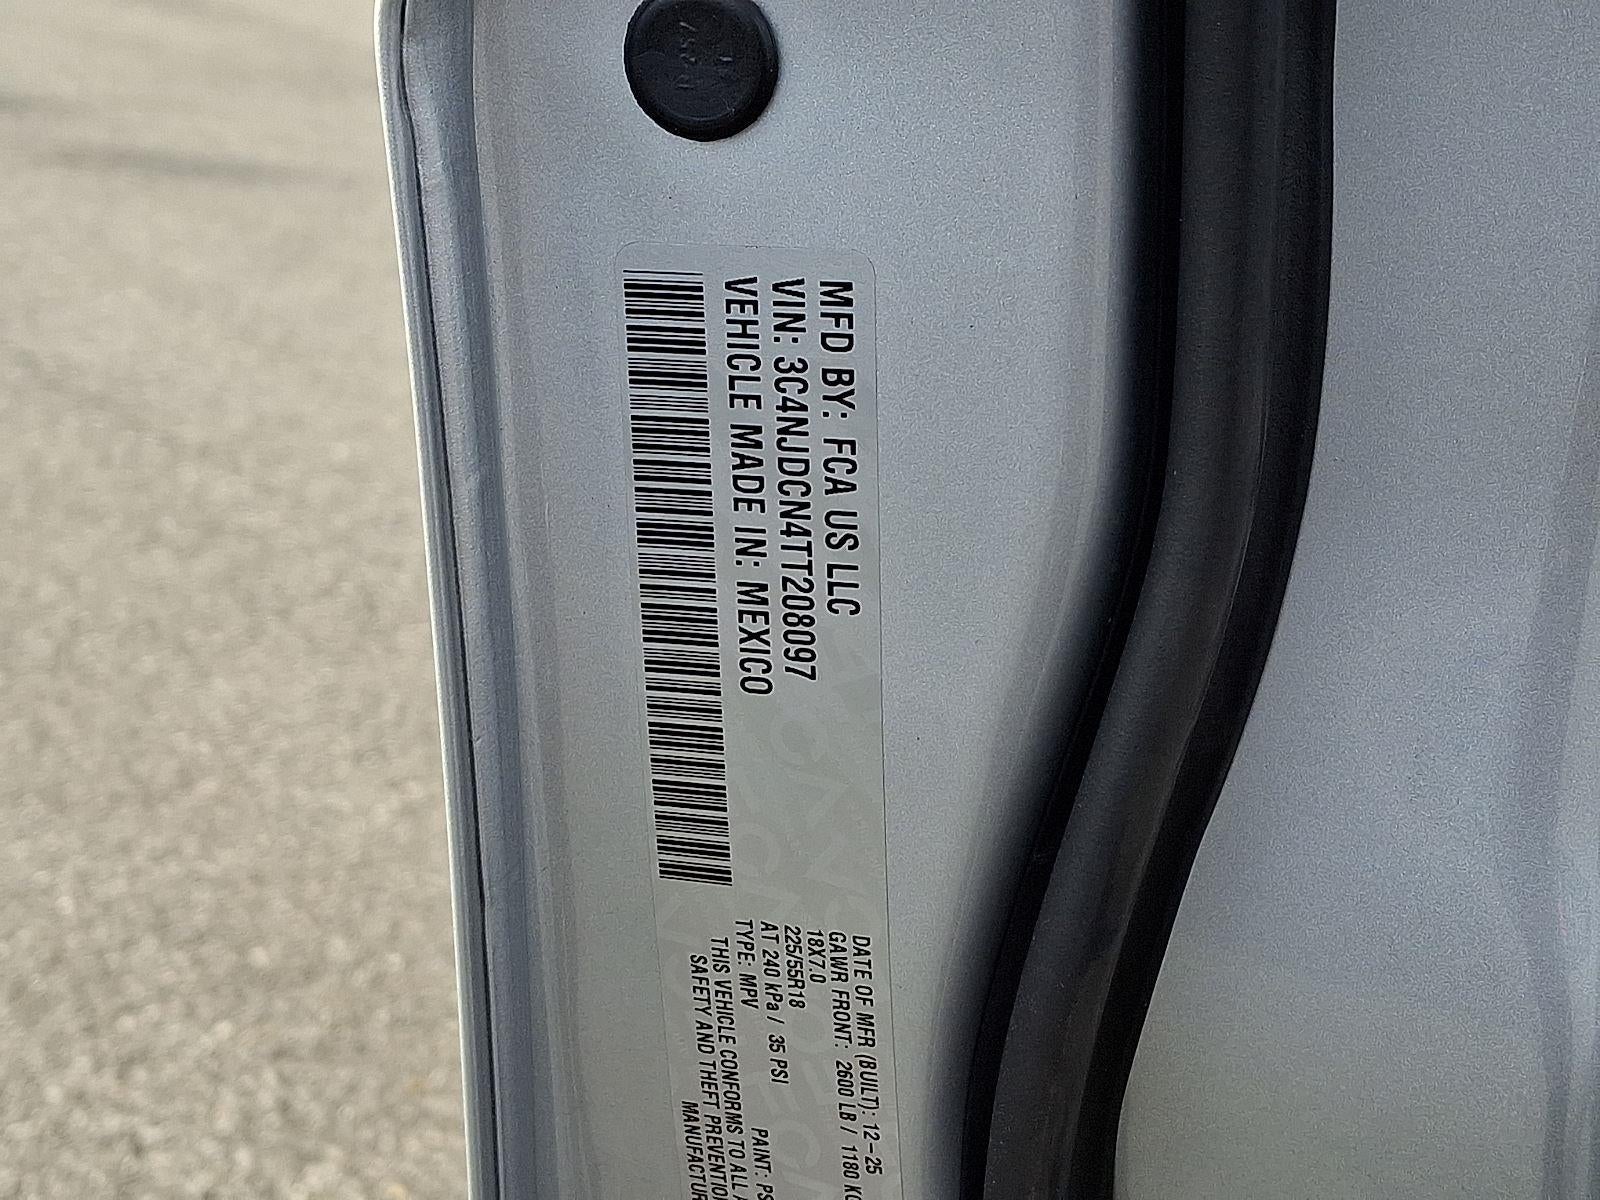 MFD BY: FCA US LLC
VIN: 3C4NJDCN4TT208097
VEHICLE MADE IN: MEXICO
DATE OF MFR (BUILT): 12-25
GAWR FRONT: 2600 LB / 1180 KG
18X7.0
225/55R18
AT 240 kPa / 35 PSI
TYPE: MPV PAINT: PS
THIS VEHICLE CONFORMS TO ALL A
SAFETY AND THEFT PREVENTION
MANUFACTUR